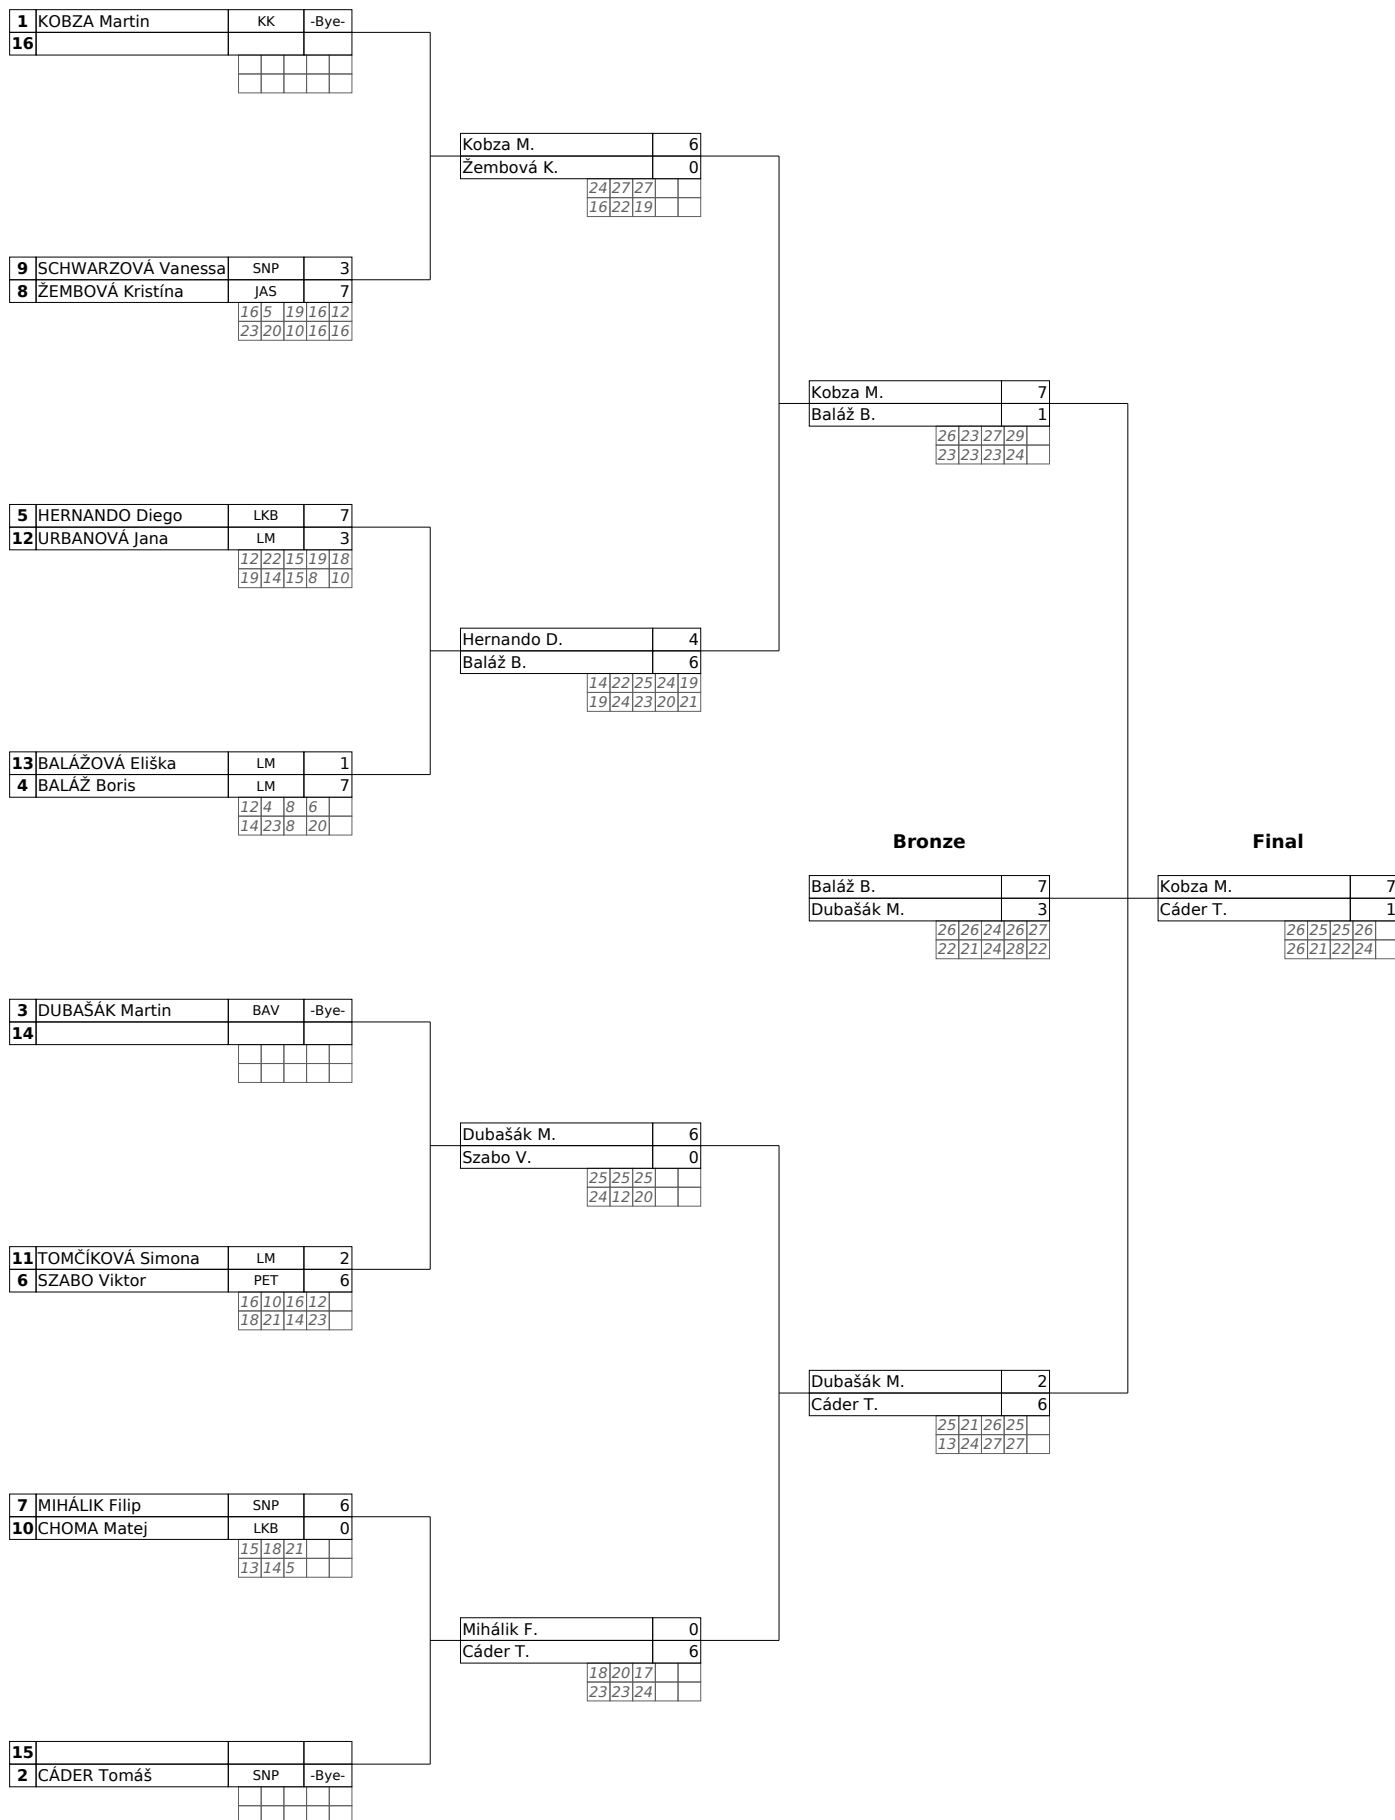 1 KOBZA Martin KK -Bye-
16
Kobza M. 6
Žembová K. 0
24 27 27
16 22 19
9 SCHWARZOVÁ Vanessa SNP 3
8 ŽEMBOVÁ Kristína JAS 7
16 5 19 16 12
23 20 10 16 16
Kobza M. 7
Baláž B. 1
26 23 27 29
23 23 23 24
5 HERNANDO Diego LKB 7
12 URBANOVÁ Jana LM 3
12 22 15 19 18
19 14 15 8 10
Hernando D. 4
Baláž B. 6
14 22 25 24 19
19 24 23 20 21
13 BALÁŽOVÁ Eliška LM 1
4 BALÁŽ Boris LM 7
12 4 8 6
14 23 8 20
Bronze Final
Baláž B. 7 Kobza M. 7
Dubašák M. 3 Cáder T. 1
26 26 24 26 27 26 25 25 26
22 21 24 28 22 26 21 22 24
3 DUBAŠÁK Martin BAV -Bye-
14
Dubašák M. 6
Szabo V. 0
25 25 25
24 12 20
11 TOMČÍKOVÁ Simona LM 2
6 SZABO Viktor PET 6
16 10 16 12
18 21 14 23
Dubašák M. 2
Cáder T. 6
25 21 26 25
13 24 27 27
7 MIHÁLIK Filip SNP 6
10 CHOMA Matej LKB 0
15 18 21
13 14 5
Mihálik F. 0
Cáder T. 6
18 20 17
23 23 24
15
2 CÁDER Tomáš SNP -Bye-